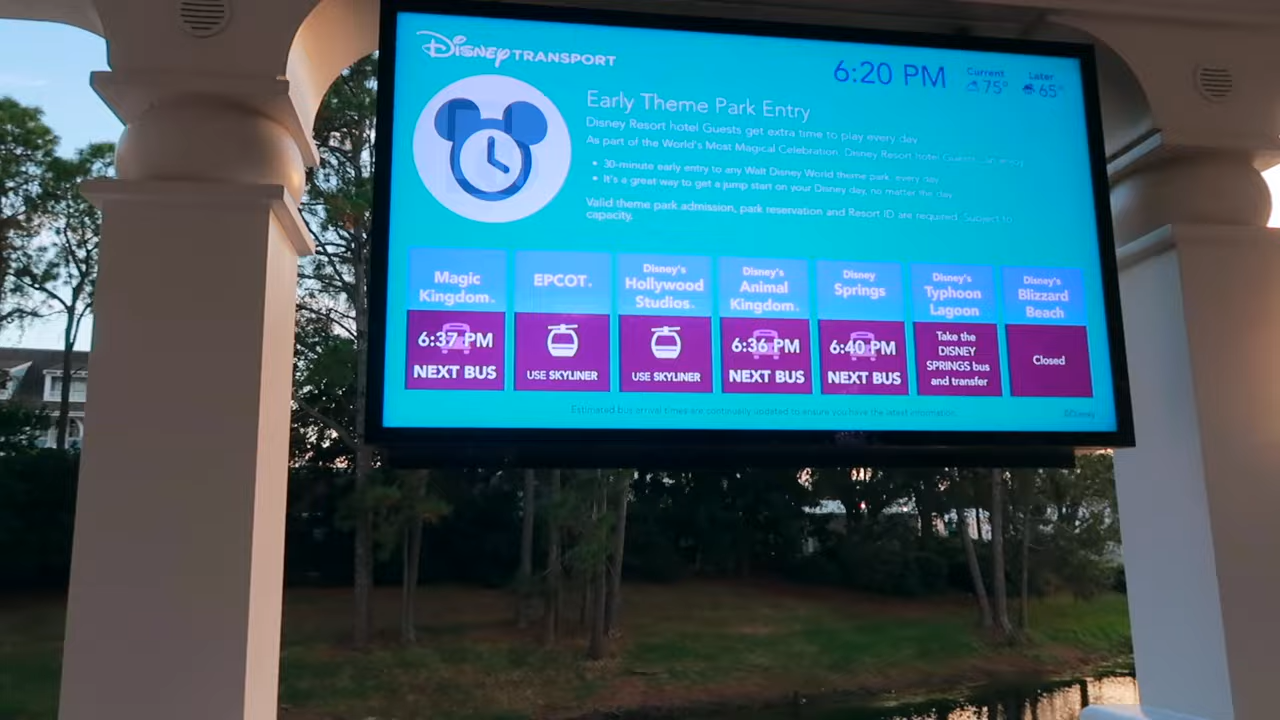 Disney TRANSPORT
6:20 PM
Current
75°
Later
65°
Early Theme Park Entry
Disney Resort hotel Guests get extra time to play every day
As part of the World's Most Magical Celebration, Disney Resort hotel Guests can enjoy
• 30-minute early entry to any Walt Disney World theme park, every day
• It's a great way to get a jump start on your Disney day, no matter the day
Valid theme park admission, park reservation and Resort ID are required. Subject to
capacity.
Magic
Kingdom
6:37 PM
NEXT BUS
EPCOT
USE SKYLINER
Disney's
Hollywood
Studios
USE SKYLINER
Disney's
Animal
Kingdom
6:36 PM
NEXT BUS
Disney
Springs
6:40 PM
NEXT BUS
Disney's
Typhoon
Lagoon
Take the
DISNEY
SPRINGS bus
and transfer
Disney's
Blizzard
Beach
Closed
Estimated bus arrival times are continually updated to ensure you have the latest information.
©Disney